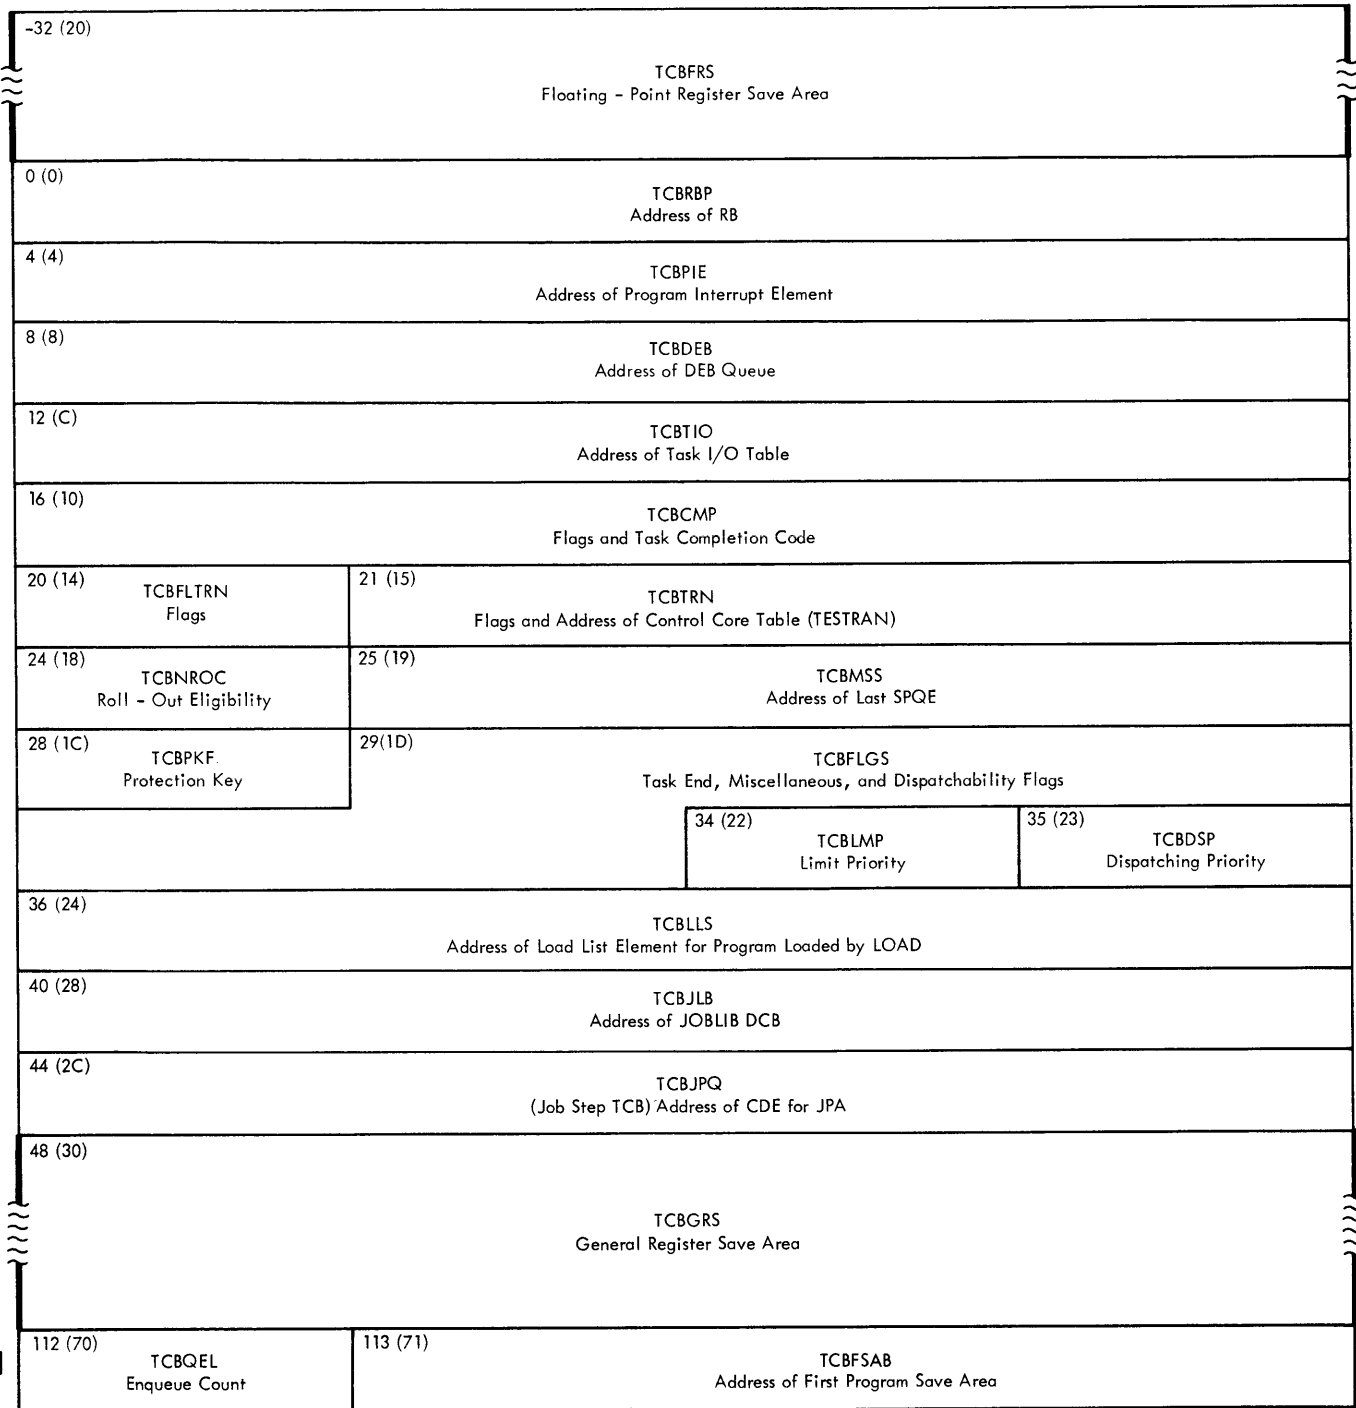 -32 (20)
TCBFRS
Floating - Point Register Save Area
0 (0)
TCBRBP
Address of RB
4 (4)
TCBPIE
Address of Program Interrupt Element
8 (8)
TCBDEB
Address of DEB Queue
12 (C)
TCBTIO
Address of Task I/O Table
16 (10)
TCBCMP
Flags and Task Completion Code
20 (14)
TCBFLTRN
Flags
21 (15)
TCBTRN
Flags and Address of Control Core Table (TESTRAN)
24 (18)
TCBNROC
Roll - Out Eligibility
25 (19)
TCBMSS
Address of Last SPQE
28 (1C)
TCBPKF
Protection Key
29(1D)
TCBFLGS
Task End, Miscellaneous, and Dispatchability Flags
34 (22)
TCBLMP
Limit Priority
35 (23)
TCBDSP
Dispatching Priority
36 (24)
TCBLLS
Address of Load List Element for Program Loaded by LOAD
40 (28)
TCBJLB
Address of JOBLIB DCB
44 (2C)
TCBJPQ
(Job Step TCB) Address of CDE for JPA
48 (30)
TCBGRS
General Register Save Area
112 (70)
TCBQEL
Enqueue Count
113 (71)
TCBFSAB
Address of First Program Save Area